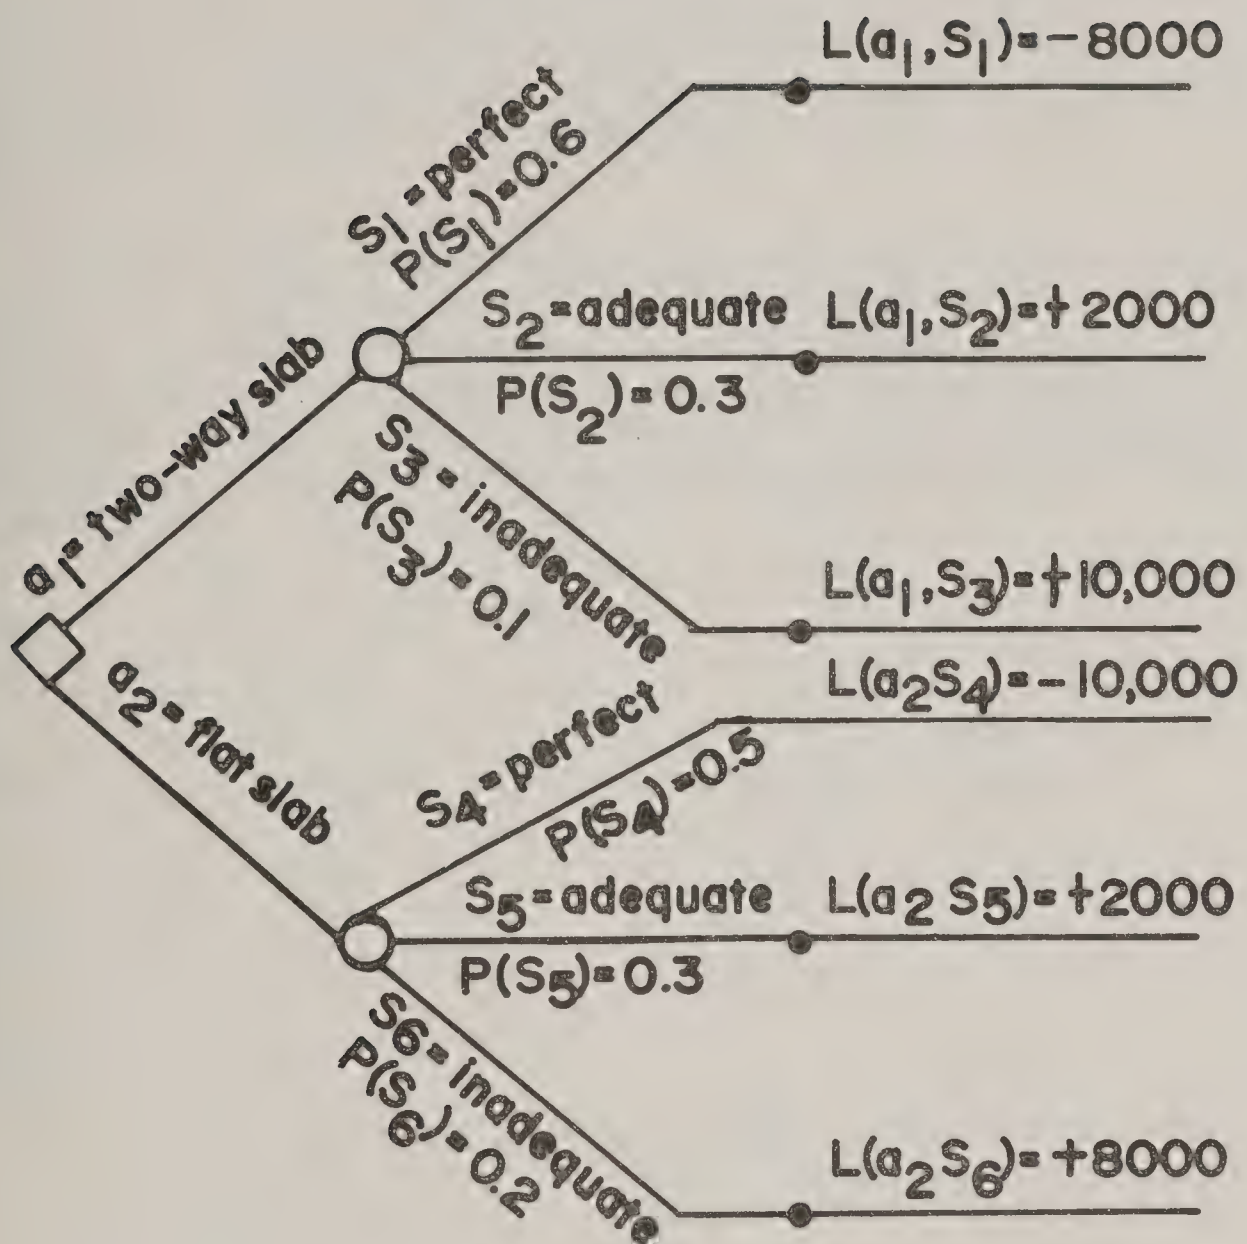 L(a₁,S₁)=-8000
S₁=perfect
P(S₁)=0.6
S₂=adequate
L(a₁,S₂)=+2000
P(S₂)=0.3
a₁=two-way slab
S₃=inadequate
P(S₃)=0.1
L(a₁,S₃)=+10,000
a₂=flat slab
L(a₂S₄)=-10,000
S₄=perfect
P(S₄)=0.5
S₅=adequate
L(a₂ S₅)=+2000
P(S₅)=0.3
S₆=inadequate
P(S₆)=0.2
L(a₂S₆)=+8000